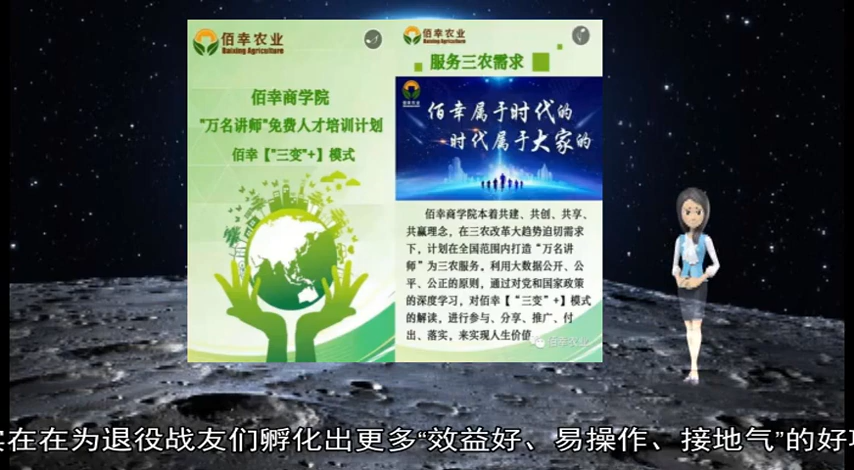 佰幸农业
Baixing Agriculture
佰幸商学院
"万名讲师"免费人才培训计划
佰幸【"三变"+】模式
佰幸农业
Baixing Agriculture
服务三农需求
佰幸属于时代的
时代属于大家的
佰幸商学院本着共建、共创、共享、
共赢理念，在三农改革大趋势迫切需求
下，计划在全国范围内打造“万名讲
师”为三农服务。利用大数据公开、公
平、公正的原则，通过对党和国家政策
的深度学习，对佰幸【“三变”+】模式
的解读，进行参与、分享、推广、付
出、落实，来实现人生价值
佰幸农业
在在为退役战友们孵化出更多“效益好、易操作、接地气”的好